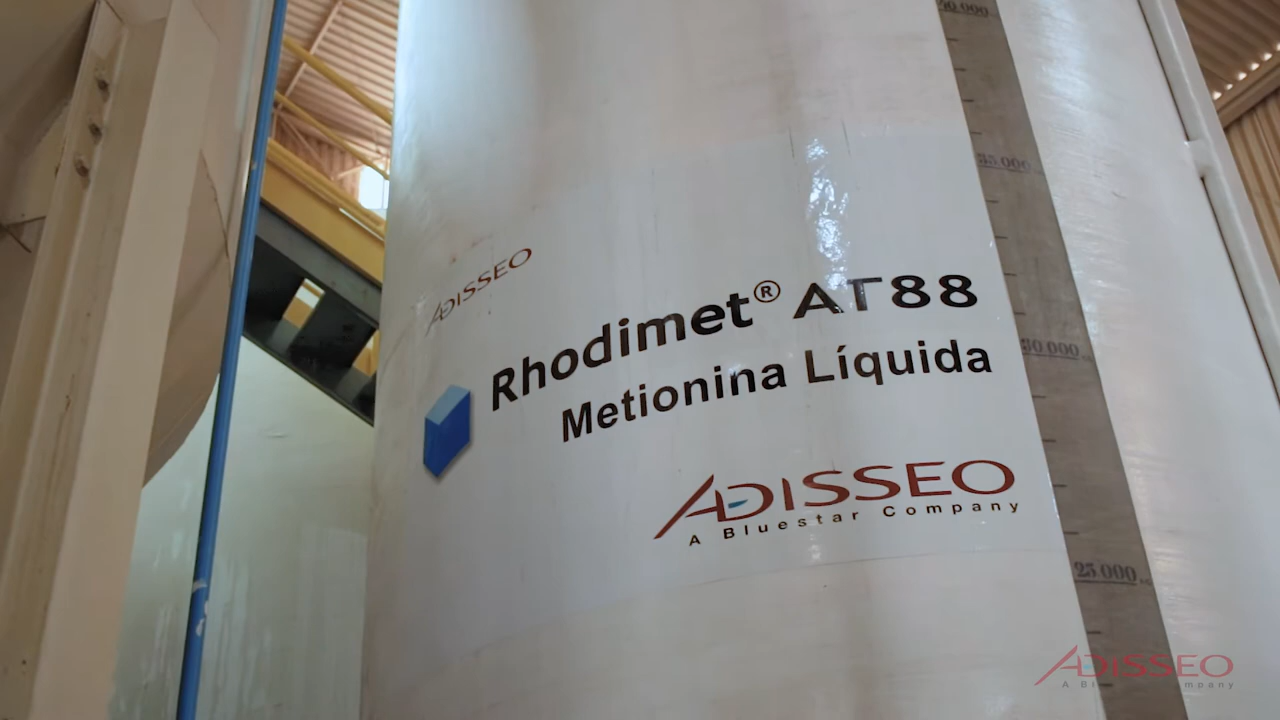 35.000
ADISSEO
Rhodimet® AT88
Metionina Líquida
30.000
ADISSEO
A Bluestar Company
25.000
ADISSEO